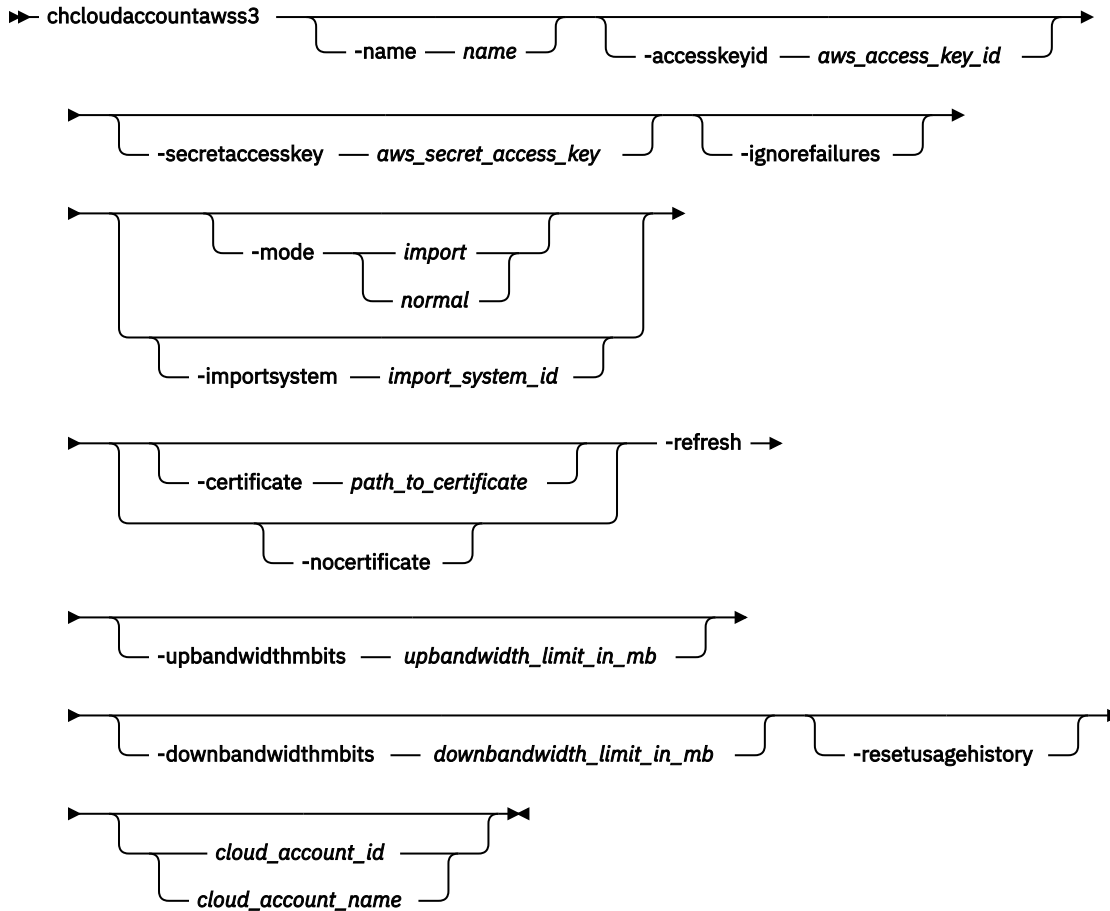 chcloudaccountawss3
-name name
-accesskeyid aws_access_key_id
-secretaccesskey aws_secret_access_key
-ignorefailures
-mode import
normal
-importsystem import_system_id
-refresh
-certificate path_to_certificate
-nocertificate
-upbandwidthmbits upbandwidth_limit_in_mb
-downbandwidthmbits downbandwidth_limit_in_mb
-resetusagehistory
cloud_account_id
cloud_account_name